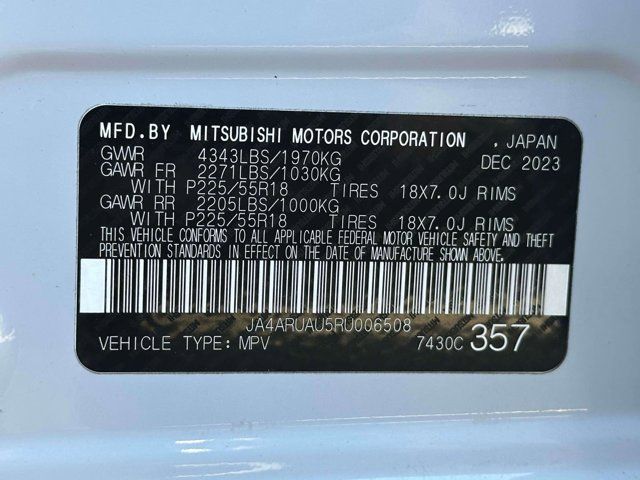 MFD.BY MITSUBISHI MOTORS CORPORATION , JAPAN
GVWR 4343LBS/1970KG DEC 2023
GAWR FR 2271LBS/1030KG
WITH P225/55R18 TIRES 18X7.0J RIMS
GAWR RR 2205LBS/1000KG
WITH P225/55R18 TIRES 18X7.0J RIMS
THIS VEHICLE CONFORMS TO ALL APPLICABLE FEDERAL MOTOR VEHICLE SAFETY AND THEFT
PREVENTION STANDARDS IN EFFECT ON THE DATE OF MANUFACTURE SHOWN ABOVE.
JA4ARUAU5RU006508
VEHICLE TYPE: MPV 7430C 357